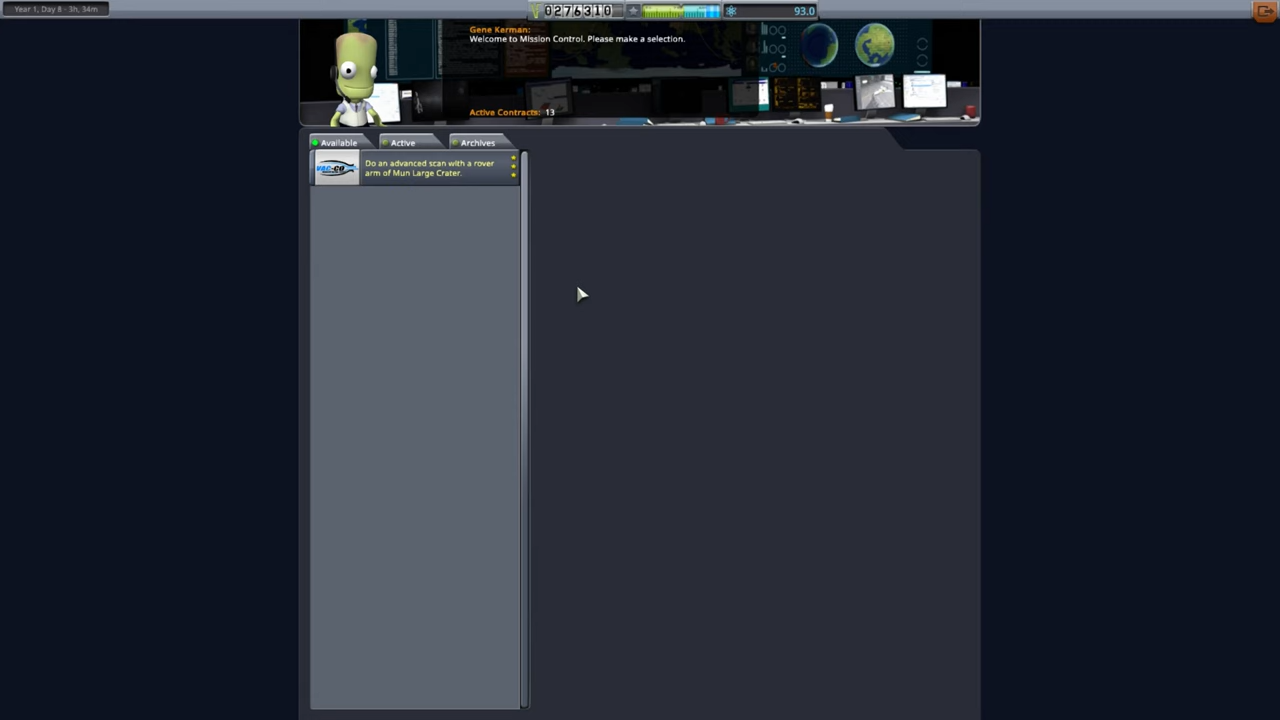 Year 1, Day 8 - 3h, 34m
0276310
93.0
Gene Kerman:
Welcome to Mission Control. Please make a selection.
Active Contracts: 13
Available
Active
Archives
Do an advanced scan with a rover
arm of Mun Large Crater.